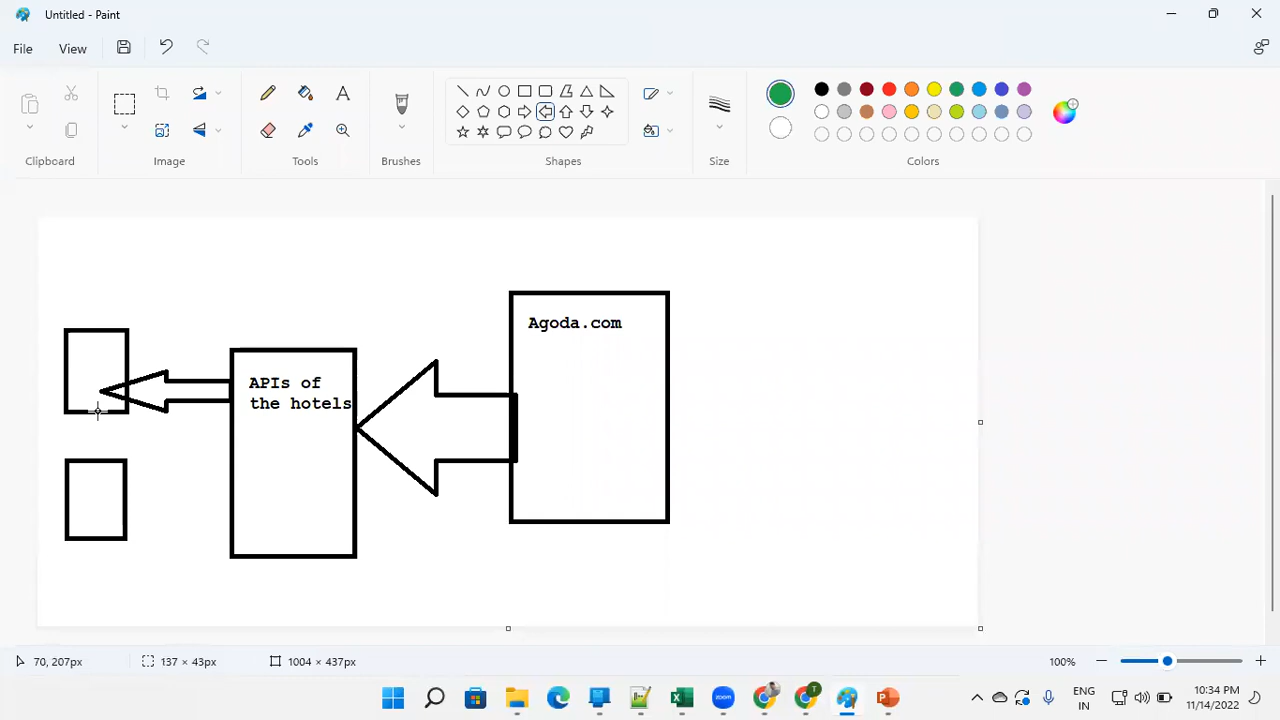 Untitled - Paint
File
View
Clipboard
Image
Tools
Brushes
Shapes
Size
Colors
Agoda.com
APIs of
the hotels
70, 207px
137 × 43px
1004 × 437px
100%
ENG
IN
10:34 PM
11/14/2022